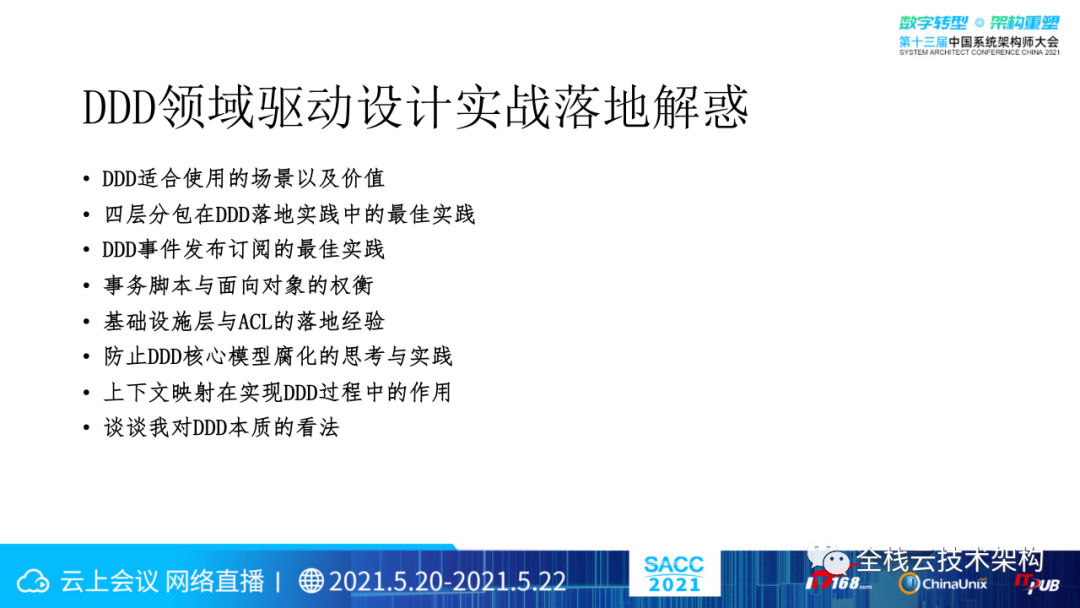 数字转型 ◎ 架构重塑
第十三届中国系统架构师大会
SYSTEM ARCHITECT CONFERENCE CHINA 2021
DDD领域驱动设计实战落地解惑
• DDD适合使用的场景以及价值
• 四层分包在DDD落地实践中的最佳实践
• DDD事件发布订阅的最佳实践
• 事务脚本与面向对象的权衡
• 基础设施层与ACL的落地经验
• 防止DDD核心模型腐化的思考与实践
• 上下文映射在实现DDD过程中的作用
• 谈谈我对DDD本质的看法
云上会议 网络直播 | 2021.5.20-2021.5.22
SACC
2021
全栈云技术架构
IT168.com ChinaUnix ITPUB